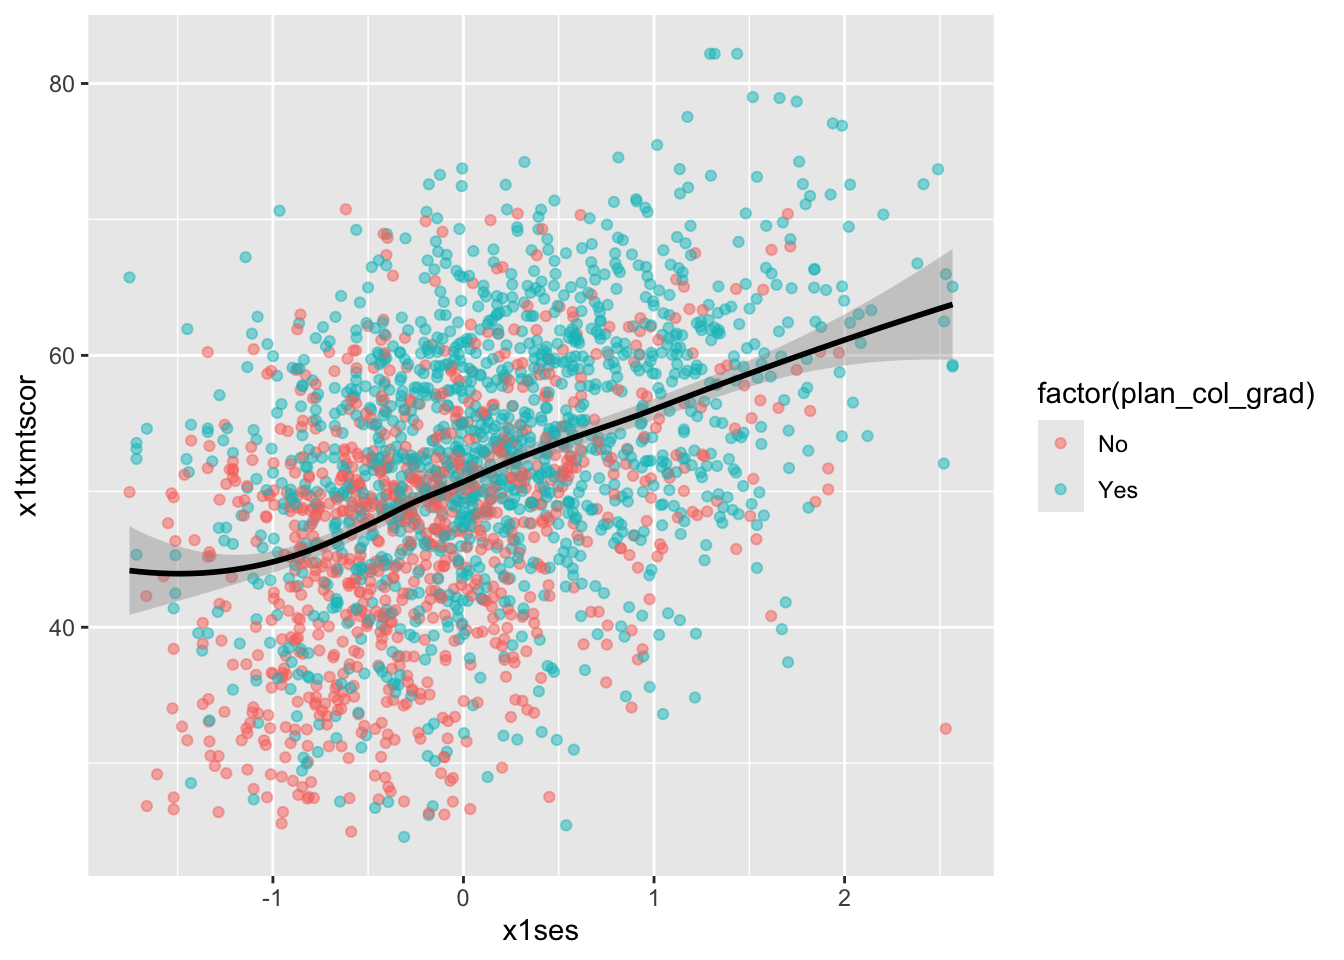 80
60
40
x1txmtscor
-1
0
1
2
x1ses
factor(plan_col_grad)
No
Yes